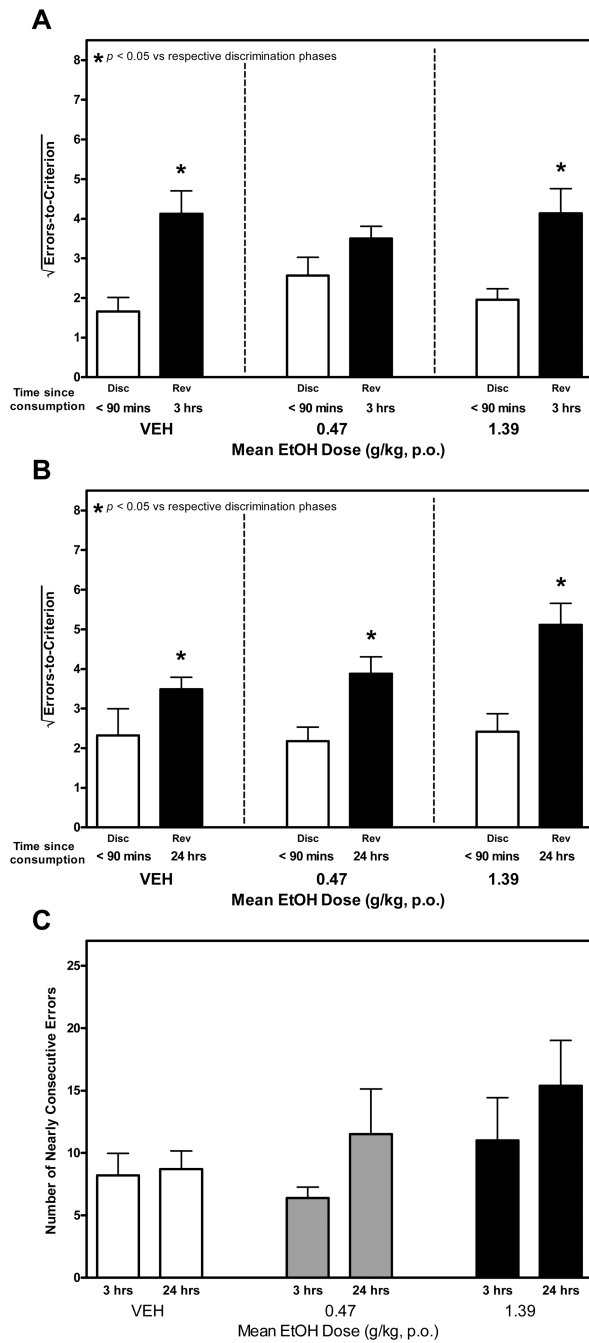 A
* p < 0.05 vs respective discrimination phases
8
7
6
5
4
3
2
1
0
√Errors-to-Criterion
*
*
Disc Rev Disc Rev Disc Rev
Time since
consumption
< 90 mins 3 hrs < 90 mins 3 hrs < 90 mins 3 hrs
VEH 0.47 1.39
Mean EtOH Dose (g/kg, p.o.)
B
* p < 0.05 vs respective discrimination phases
8
7
6
5
4
3
2
1
0
√Errors-to-Criterion
*
*
*
Disc Rev Disc Rev Disc Rev
Time since
consumption
< 90 mins 24 hrs < 90 mins 24 hrs < 90 mins 24 hrs
VEH 0.47 1.39
Mean EtOH Dose (g/kg, p.o.)
C
25
20
15
10
5
0
Number of Nearly Consecutive Errors
3 hrs 24 hrs 3 hrs 24 hrs 3 hrs 24 hrs
VEH 0.47 1.39
Mean EtOH Dose (g/kg, p.o.)